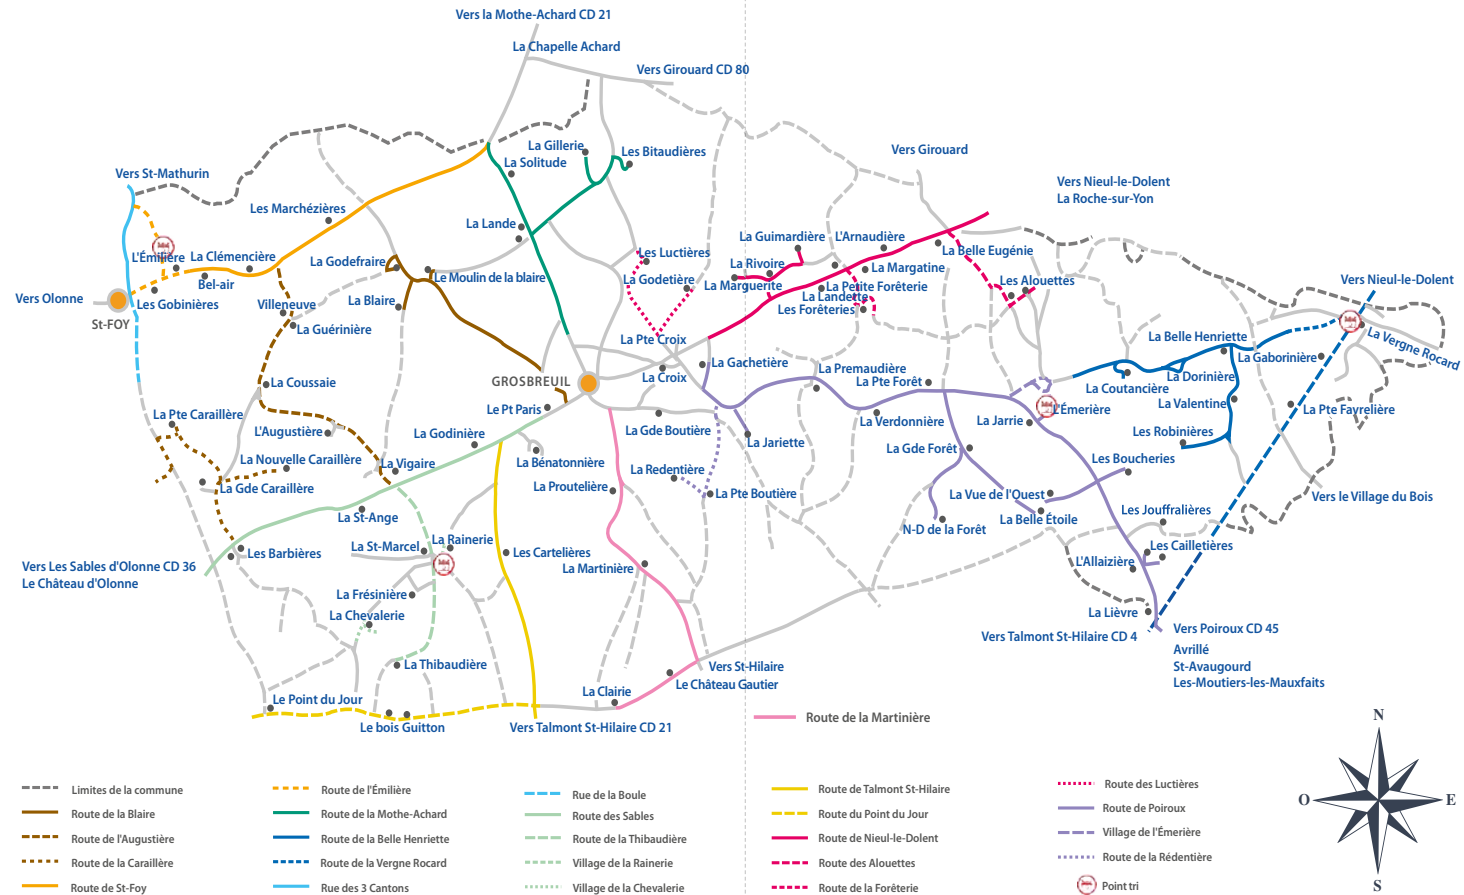 Vers la Mothe-Achard CD 21
La Chapelle Achard
Vers Girouard CD 80
Vers Girouard
Vers Nieul-le-Dolent
La Roche-sur-Yon
Vers St-Mathurin
La Gillerie
Les Bitaudières
La Solitude
Les Marchézières
La Lande
La Guimardière
L'Arnaudière
La Belle Eugénie
L'Émilière
La Clémencière
La Godefraire
Le Moulin de la blaire
Les Luctières
La Rivoire
La Margatine
Bel-air
La Godetière
La Marguerite
La Petite Forêterie
Les Alouettes
Vers Nieul-le-Dolent
Vers Olonne
Les Gobinières
Villeneuve
La Blaire
La Landette
Les Forêteries
St-FOY
La Guérinière
La Pte Croix
La Belle Henriette
La Vergne Rocard
La Gachetière
La Gaborinière
GROSBREUIL
La Croix
La Premaudière
La Pte Forêt
La Dorinière
La Coutancière
La Coussaie
Le Pt Paris
La Valentine
La Pte Favrelière
L'Émerière
La Pte Caraillère
La Verdonnière
La Jarrie
L'Augustière
La Godinière
La Gde Boutière
La Jariette
Les Robinières
La Gde Forêt
La Nouvelle Caraillère
La Vigaire
La Bénatonnière
La Redentière
Les Boucheries
La Gde Caraillère
La Proutelière
La Pte Boutière
La Vue de l'Ouest
Vers le Village du Bois
La St-Ange
La Belle Étoile
Les Jouffralières
N-D de la Forêt
La Rainerie
La St-Marcel
Les Barbières
Les Cartelières
Les Cailletières
Vers Les Sables d'Olonne CD 36
Le Château d'Olonne
La Martinière
L'Allaizière
La Frésinière
La Chevalerie
La Lièvre
Vers Talmont St-Hilaire CD 4
Vers Poiroux CD 45
Avrillé
St-Avaugourd
Les-Moutiers-les-Mauxfaits
La Thibaudière
Vers St-Hilaire
Le Château Gautier
La Clairie
Le Point du Jour
Le bois Guitton
Vers Talmont St-Hilaire CD 21
Route de la Martinière
N
O
E
S
Limites de la commune
Route de la Blaire
Route de l'Augustière
Route de la Caraillère
Route de St-Foy
Route de l'Émilière
Route de la Mothe-Achard
Route de la Belle Henriette
Route de la Vergne Rocard
Rue des 3 Cantons
Rue de la Boule
Route des Sables
Route de la Thibaudière
Village de la Rainerie
Village de la Chevalerie
Route de Talmont St-Hilaire
Route du Point du Jour
Route de Nieul-le-Dolent
Route des Alouettes
Route de la Forêterie
Route des Luctières
Route de Poiroux
Village de l'Émerière
Route de la Rédentière
Point tri